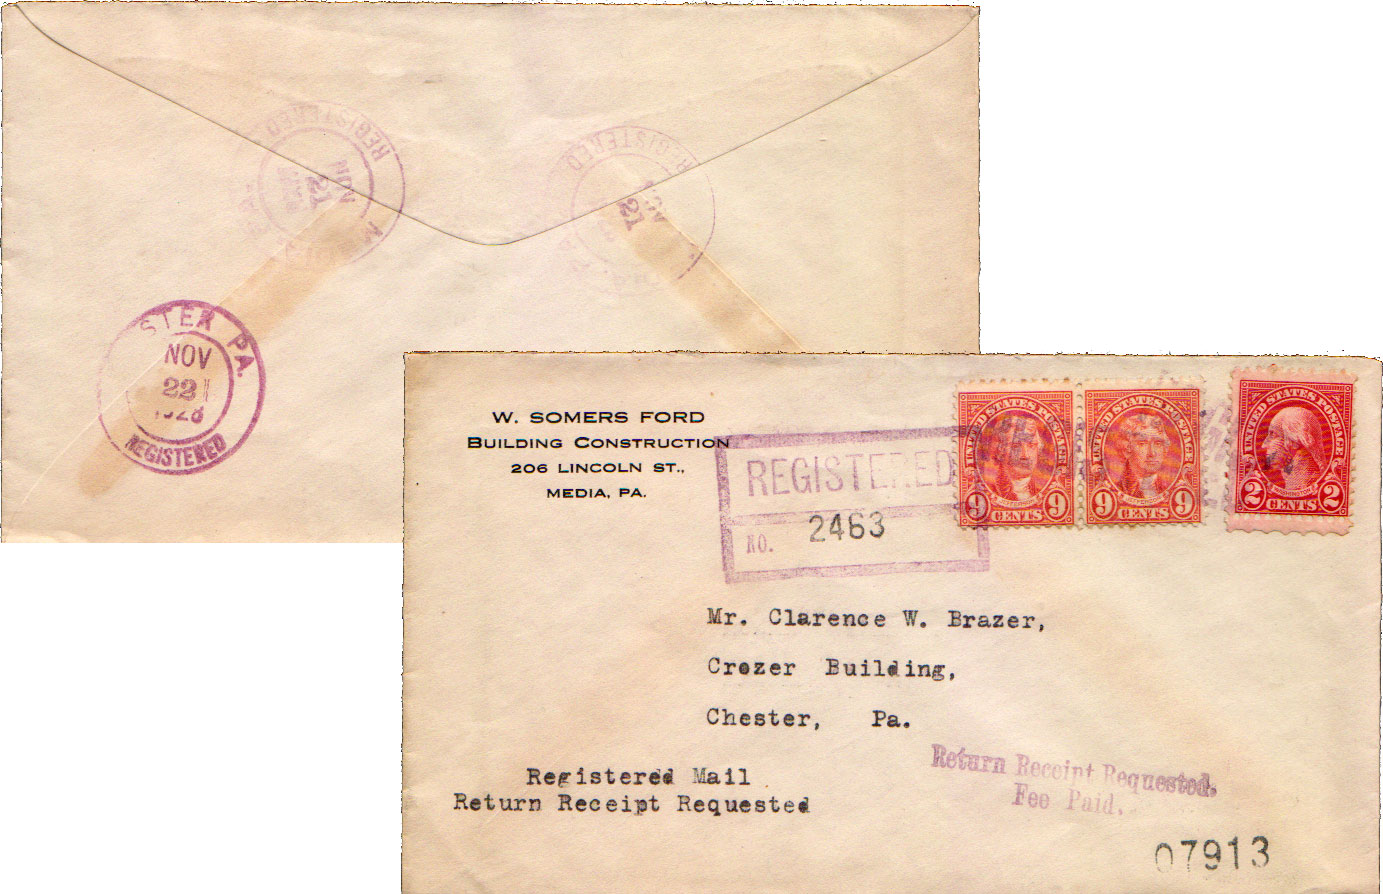 REGISTERED
NOV
21
REGISTERED
NOV
21
STER PA.
NOV
22
1928
REGISTERED
W. SOMERS FORD
BUILDING CONSTRUCTION
206 LINCOLN ST.,
MEDIA, PA.
REGISTERED
NO. 2463
UNITED STATES POSTAGE
9 CENTS 9
UNITED STATES POSTAGE
JEFFERSON
9 CENTS 9
UNITED STATES POSTAGE
WASHINGTON
2 CENTS 2
Mr. Clarence W. Brazer,
Crozer Building,
Chester, Pa.
Registered Mail
Return Receipt Requested
Return Receipt Requested.
Fee Paid.
07913